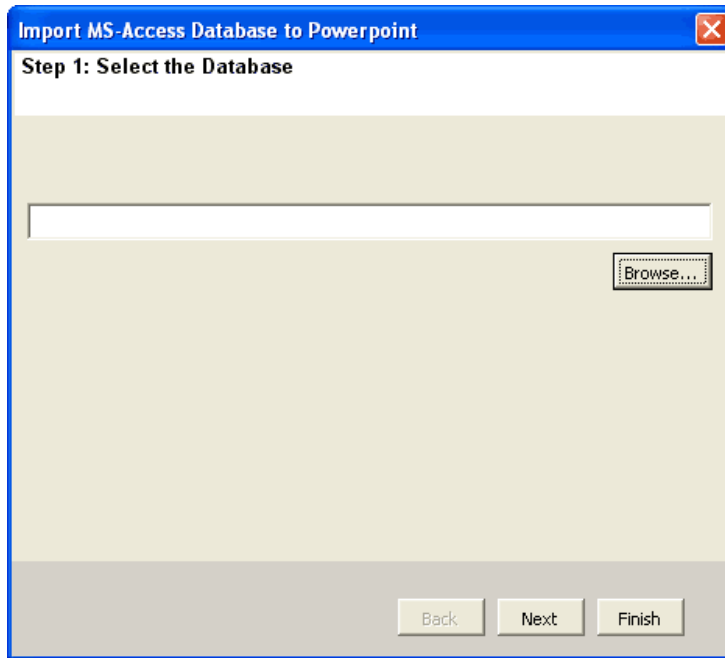 Import MS-Access Database to Powerpoint
Step 1: Select the Database
Browse...
Back Next Finish